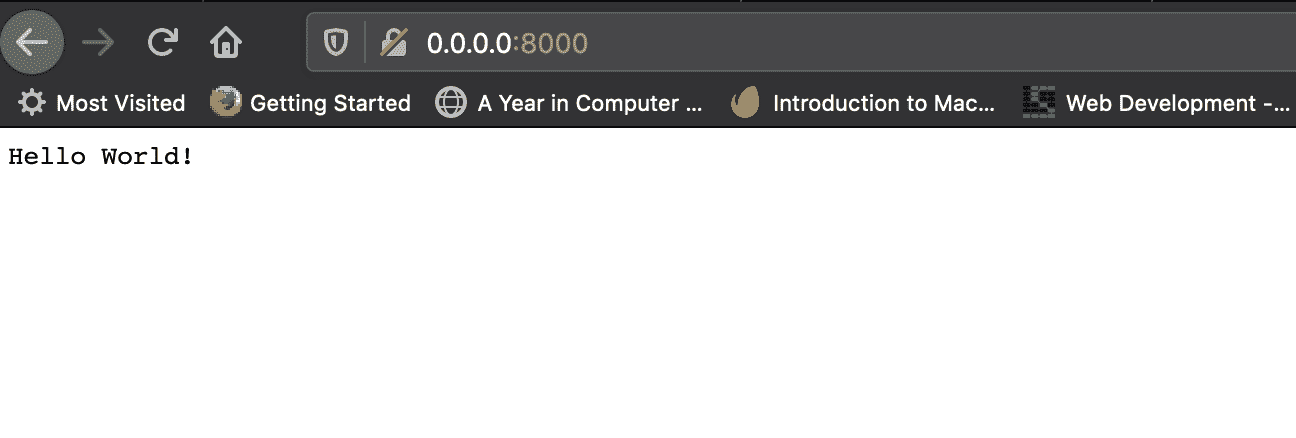 0.0.0.0:8000
Most Visited Getting Started A Year in Computer ... Introduction to Mac... Web Development -...
Hello World!